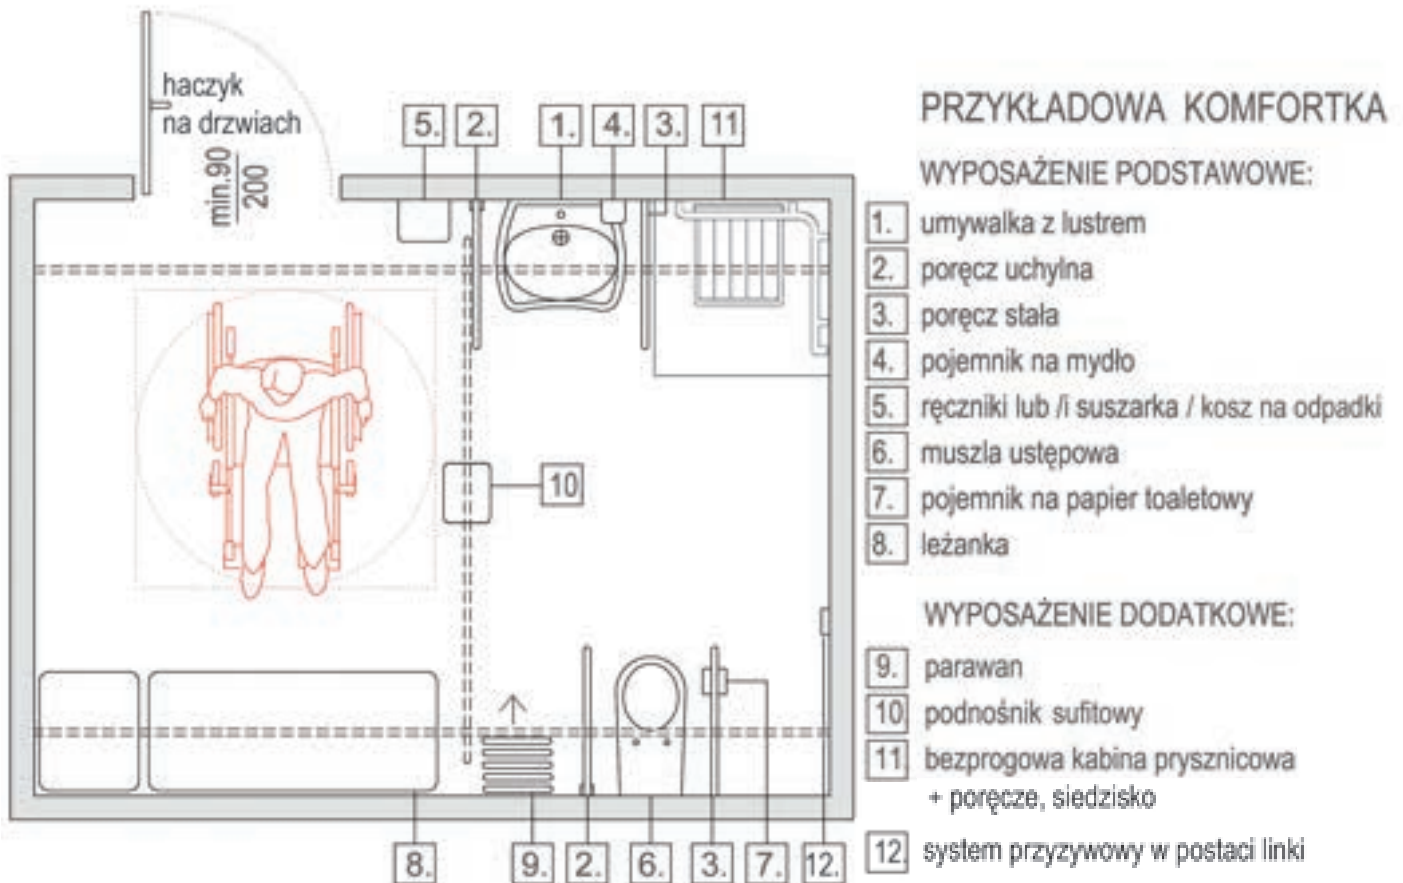 haczyk
na drzwiach
min.90
200
5. 2. 1. 4. 3. 11
10
8. 9. 2. 6. 3. 7. 12.
PRZYKŁADOWA KOMFORTKA
WYPOSAŻENIE PODSTAWOWE:
1. umywalka z lustrem
2. poręcz uchylna
3. poręcz stała
4. pojemnik na mydło
5. ręczniki lub /i suszarka / kosz na odpadki
6. muszla ustępowa
7. pojemnik na papier toaletowy
8. leżanka
WYPOSAŻENIE DODATKOWE:
9. parawan
10 podnośnik sufitowy
11. bezprogowa kabina prysznicowa
+ poręcze, siedzisko
12. system przyzywowy w postaci linki